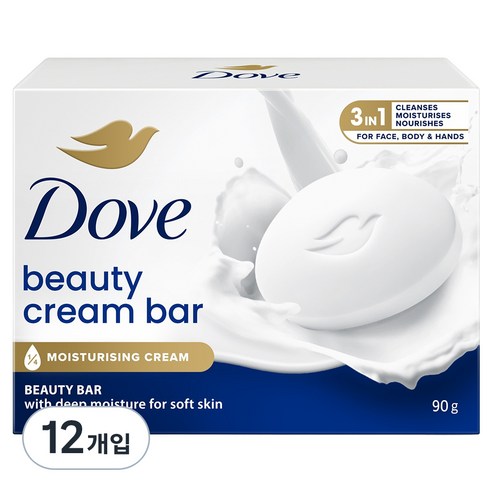 Dove
3 IN 1
CLEANSES
MOISTURISES
NOURISHES
FOR FACE, BODY & HANDS
Dove
beauty
cream bar
1/4 MOISTURISING CREAM
BEAUTY BAR
with deep moisture for soft skin
90 g
12개입